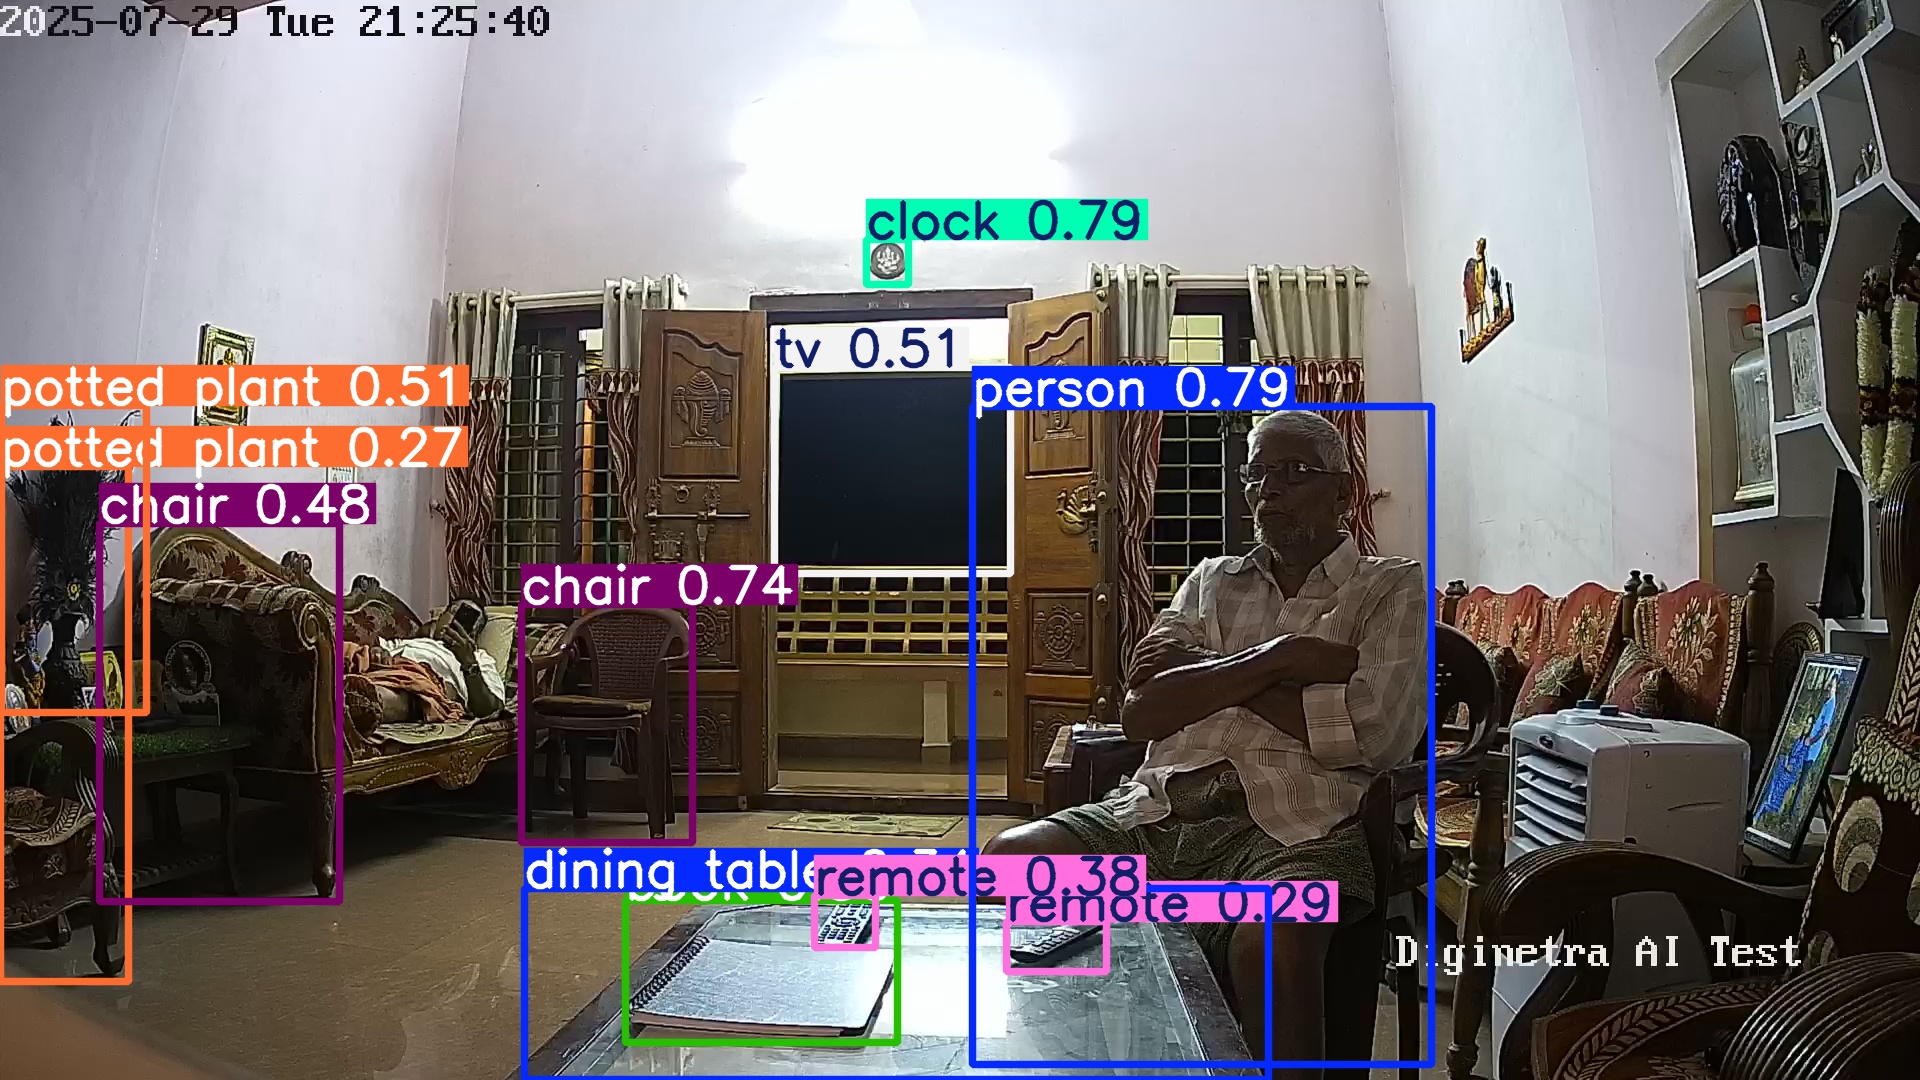 2025-07-29 Tue 21:25:40
clock 0.79
tv 0.51
person 0.79
potted plant 0.51
potted plant 0.27
chair 0.48
chair 0.74
dining table
remote 0.38
remote 0.29
Diginetra AI Test